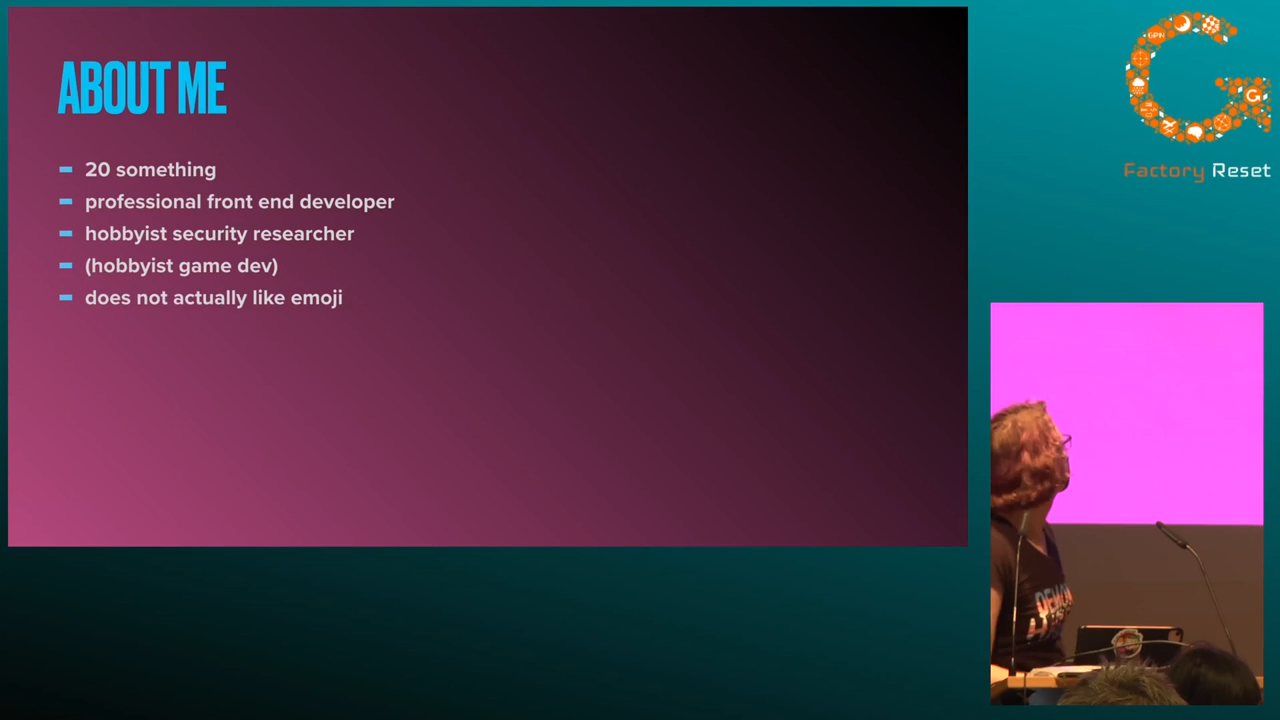 ABOUT ME
20 something
professional front end developer
hobbyist security researcher
(hobbyist game dev)
does not actually like emoji
GPN
Factory Reset